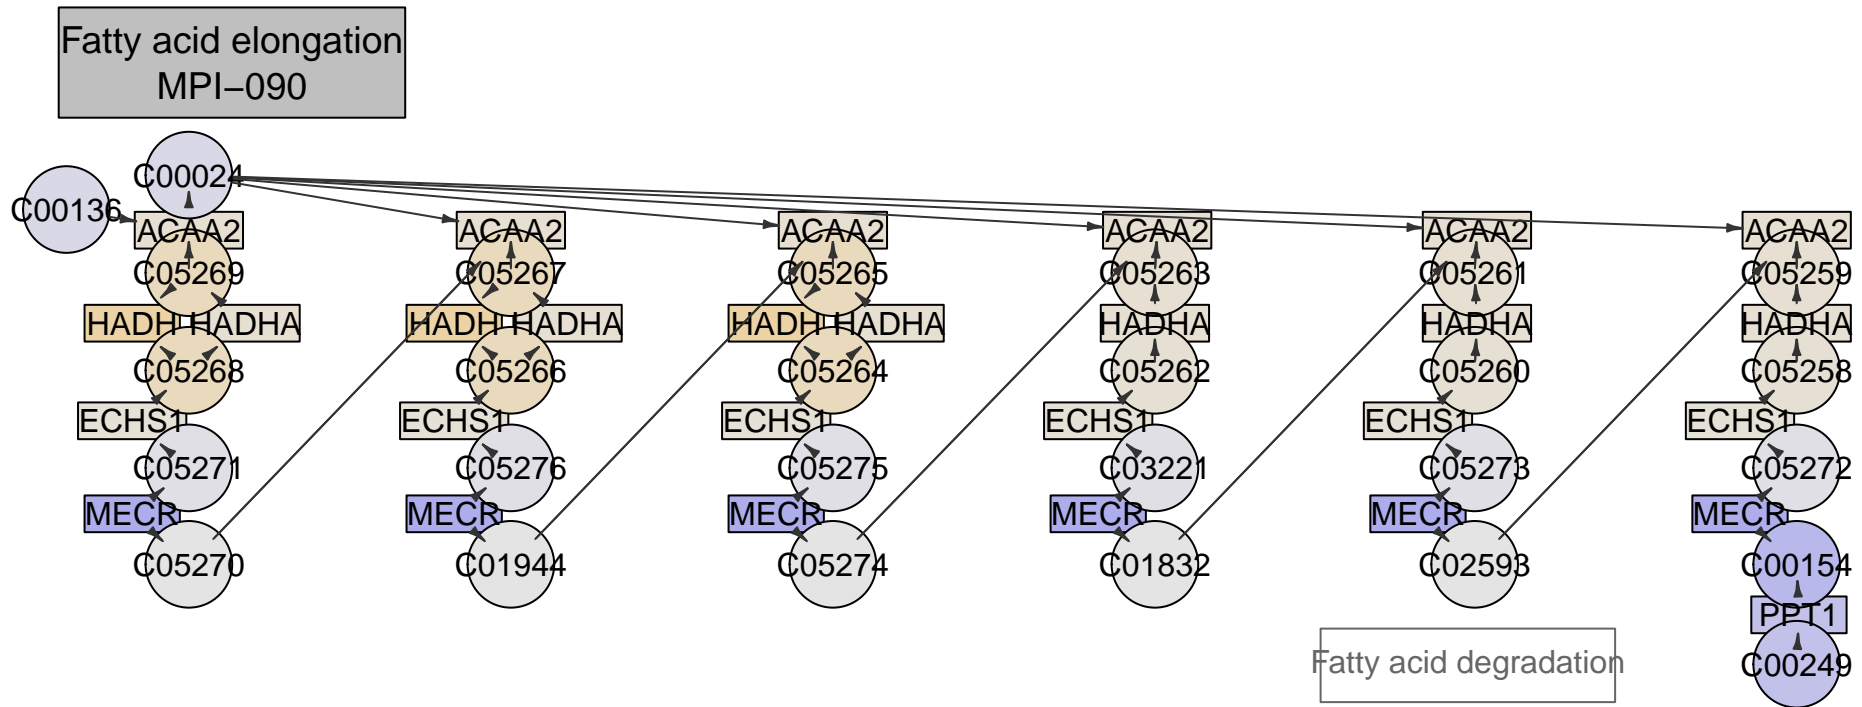 Fatty acid elongation
MPI−090
C00024
C00136
ACAA2 ACAA2 ACAA2 ACAA2 ACAA2 ACAA2
C05269 C05267 C05265 C05263 C05261 C05259
HADH HADHA HADH HADHA HADH HADHA HADHA HADHA HADHA
C05268 C05266 C05264 C05262 C05260 C05258
ECHS1 ECHS1 ECHS1 ECHS1 ECHS1 ECHS1
C05271 C05276 C05275 C03221 C05273 C05272
MECR MECR MECR MECR MECR MECR
C05270 C01944 C05274 C01832 C02593 C00154
PPT1
Fatty acid degradation
C00249